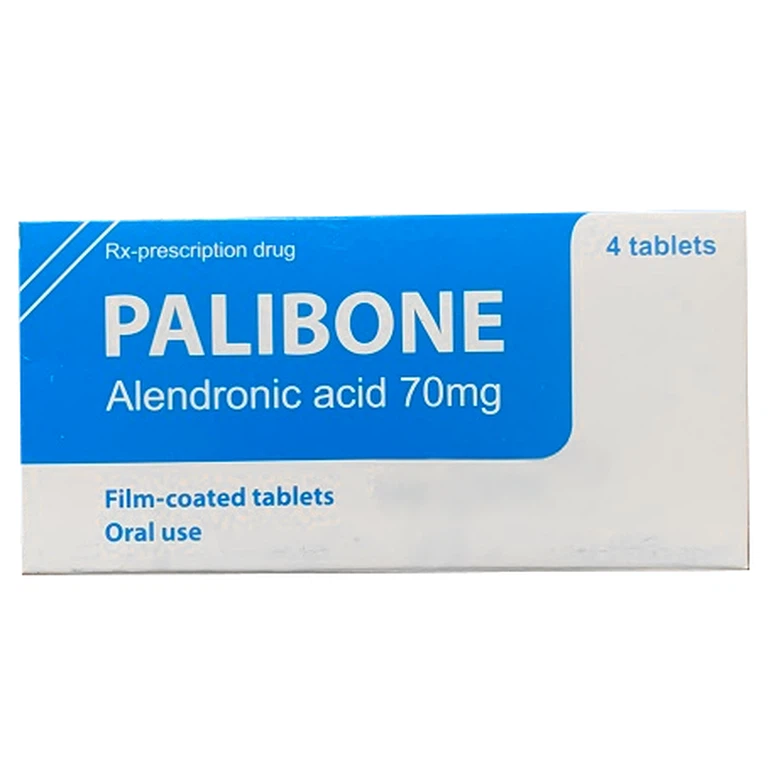 Rx-prescription drug
4 tablets
PALIBONE
Alendronic acid 70mg
Film-coated tablets
Oral use